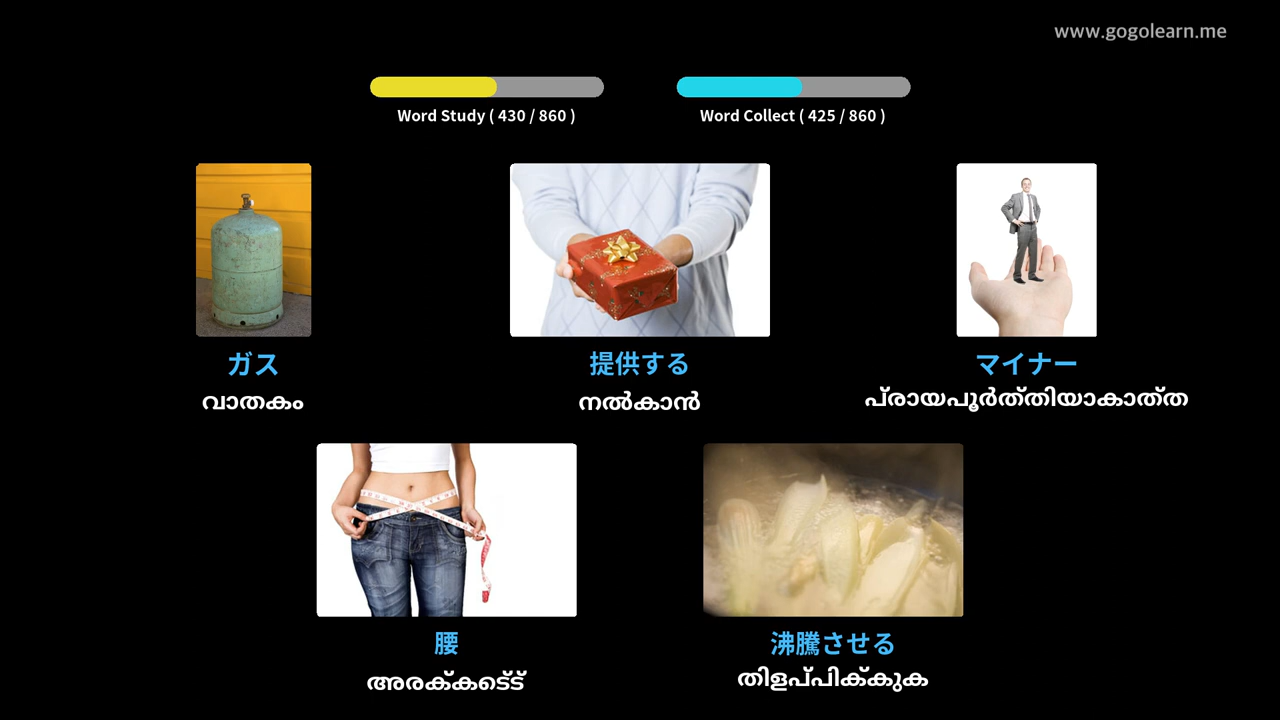 www.gogolearn.me
Word Study ( 430 / 860 )
Word Collect ( 425 / 860 )
ガス
വാതകം
提供する
നൽകാൻ
マイナー
പ്രായപൂർത്തിയാകാത്ത
腰
അരക്കെട്ട്
沸騰させる
തിളപ്പിക്കുക